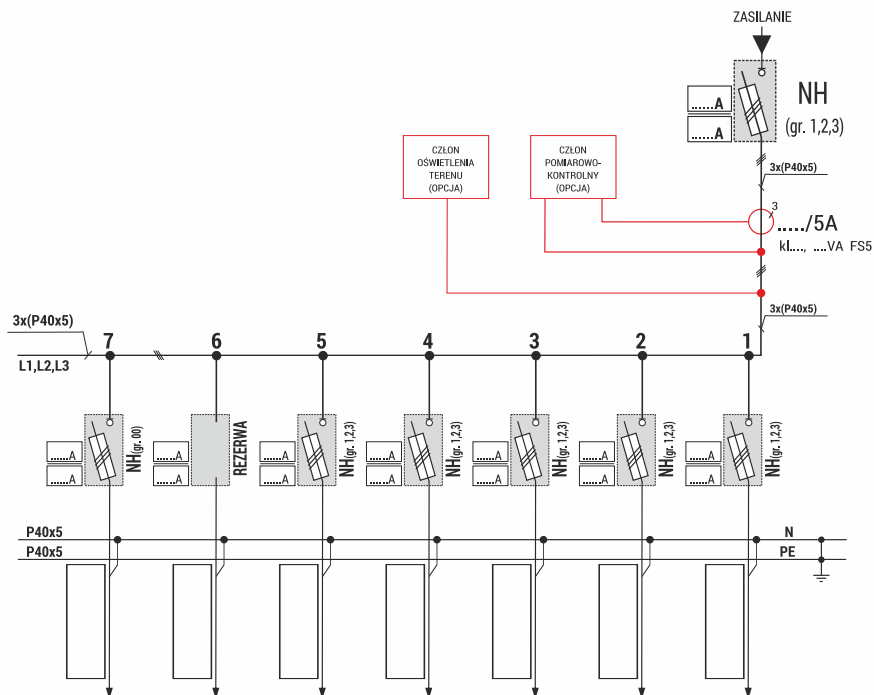 ZASILANIE
......A
......A
NH
(gr. 1,2,3)
CZŁON
OŚWIETLENIA
TERENU
(OPCJA)
CZŁON
POMIAROWO-
KONTROLNY
(OPCJA)
3x(P40x5)
3
....../5A
kl...., ....VA FS5
3x(P40x5)
3x(P40x5)
L1,L2,L3
7
6
5
4
3
2
1
......A
......A
NH(gr. 00)
......A
......A
REZERWA
......A
......A
NH(gr. 1,2,3)
......A
......A
NH(gr. 1,2,3)
......A
......A
NH(gr. 1,2,3)
......A
......A
NH(gr. 1,2,3)
......A
......A
NH(gr. 1,2,3)
P40x5 N
P40x5 PE